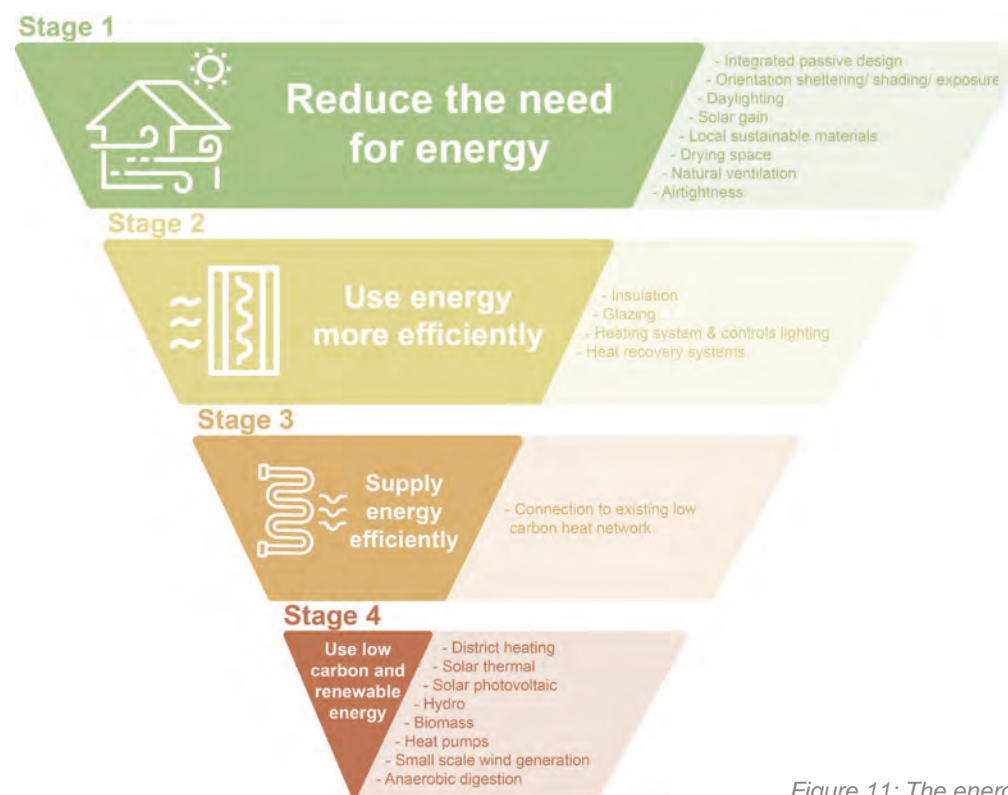 Stage 1
Reduce the need
for energy
- Integrated passive design
- Orientation sheltering/ shading/ exposure
- Daylighting
- Solar gain
- Local sustainable materials
- Drying space
- Natural ventilation
- Airtightness
Stage 2
Use energy
more efficiently
- Insulation
- Glazing
- Heating system & controls lighting
- Heat recovery systems
Stage 3
Supply
energy
efficiently
- Connection to existing low
carbon heat network
Stage 4
Use low
carbon and
renewable
energy
- District heating
- Solar thermal
- Solar photovoltaic
- Hydro
- Biomass
- Heat pumps
- Small scale wind generation
- Anaerobic digestion
Figure 11: The energ